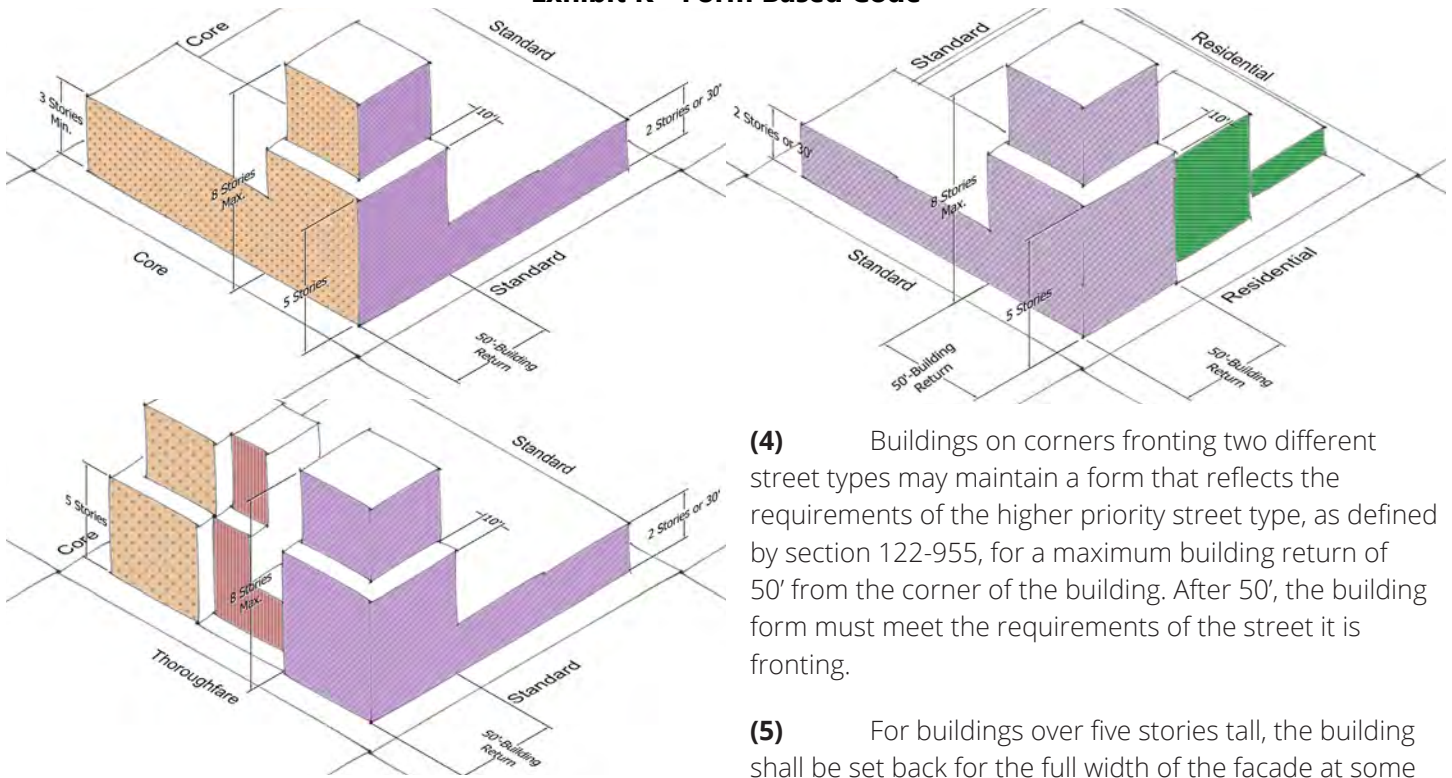 Exhibit - Form Based Code
Core
Standard
3 Stories
Min.
10'
2 Stories or 30'
8 Stories
Max.
5 Stories
Core
Standard
50'-Building
Return
Standard
Residential
2 Stories or 30'
10'
8 Stories
Max.
5 Stories
Standard
Residential
50'-Building
Return
50'-Building
Return
Standard
5 Stories
Core
10'
2 Stories or 30'
8 Stories
Max.
Thoroughfare
Standard
50'-Building
Return
(4) Buildings on corners fronting two different
street types may maintain a form that reflects the
requirements of the higher priority street type, as defined
by section 122-955, for a maximum building return of
50' from the corner of the building. After 50', the building
form must meet the requirements of the street it is
fronting.
(5) For buildings over five stories tall, the building
shall be set back for the full width of the facade at some